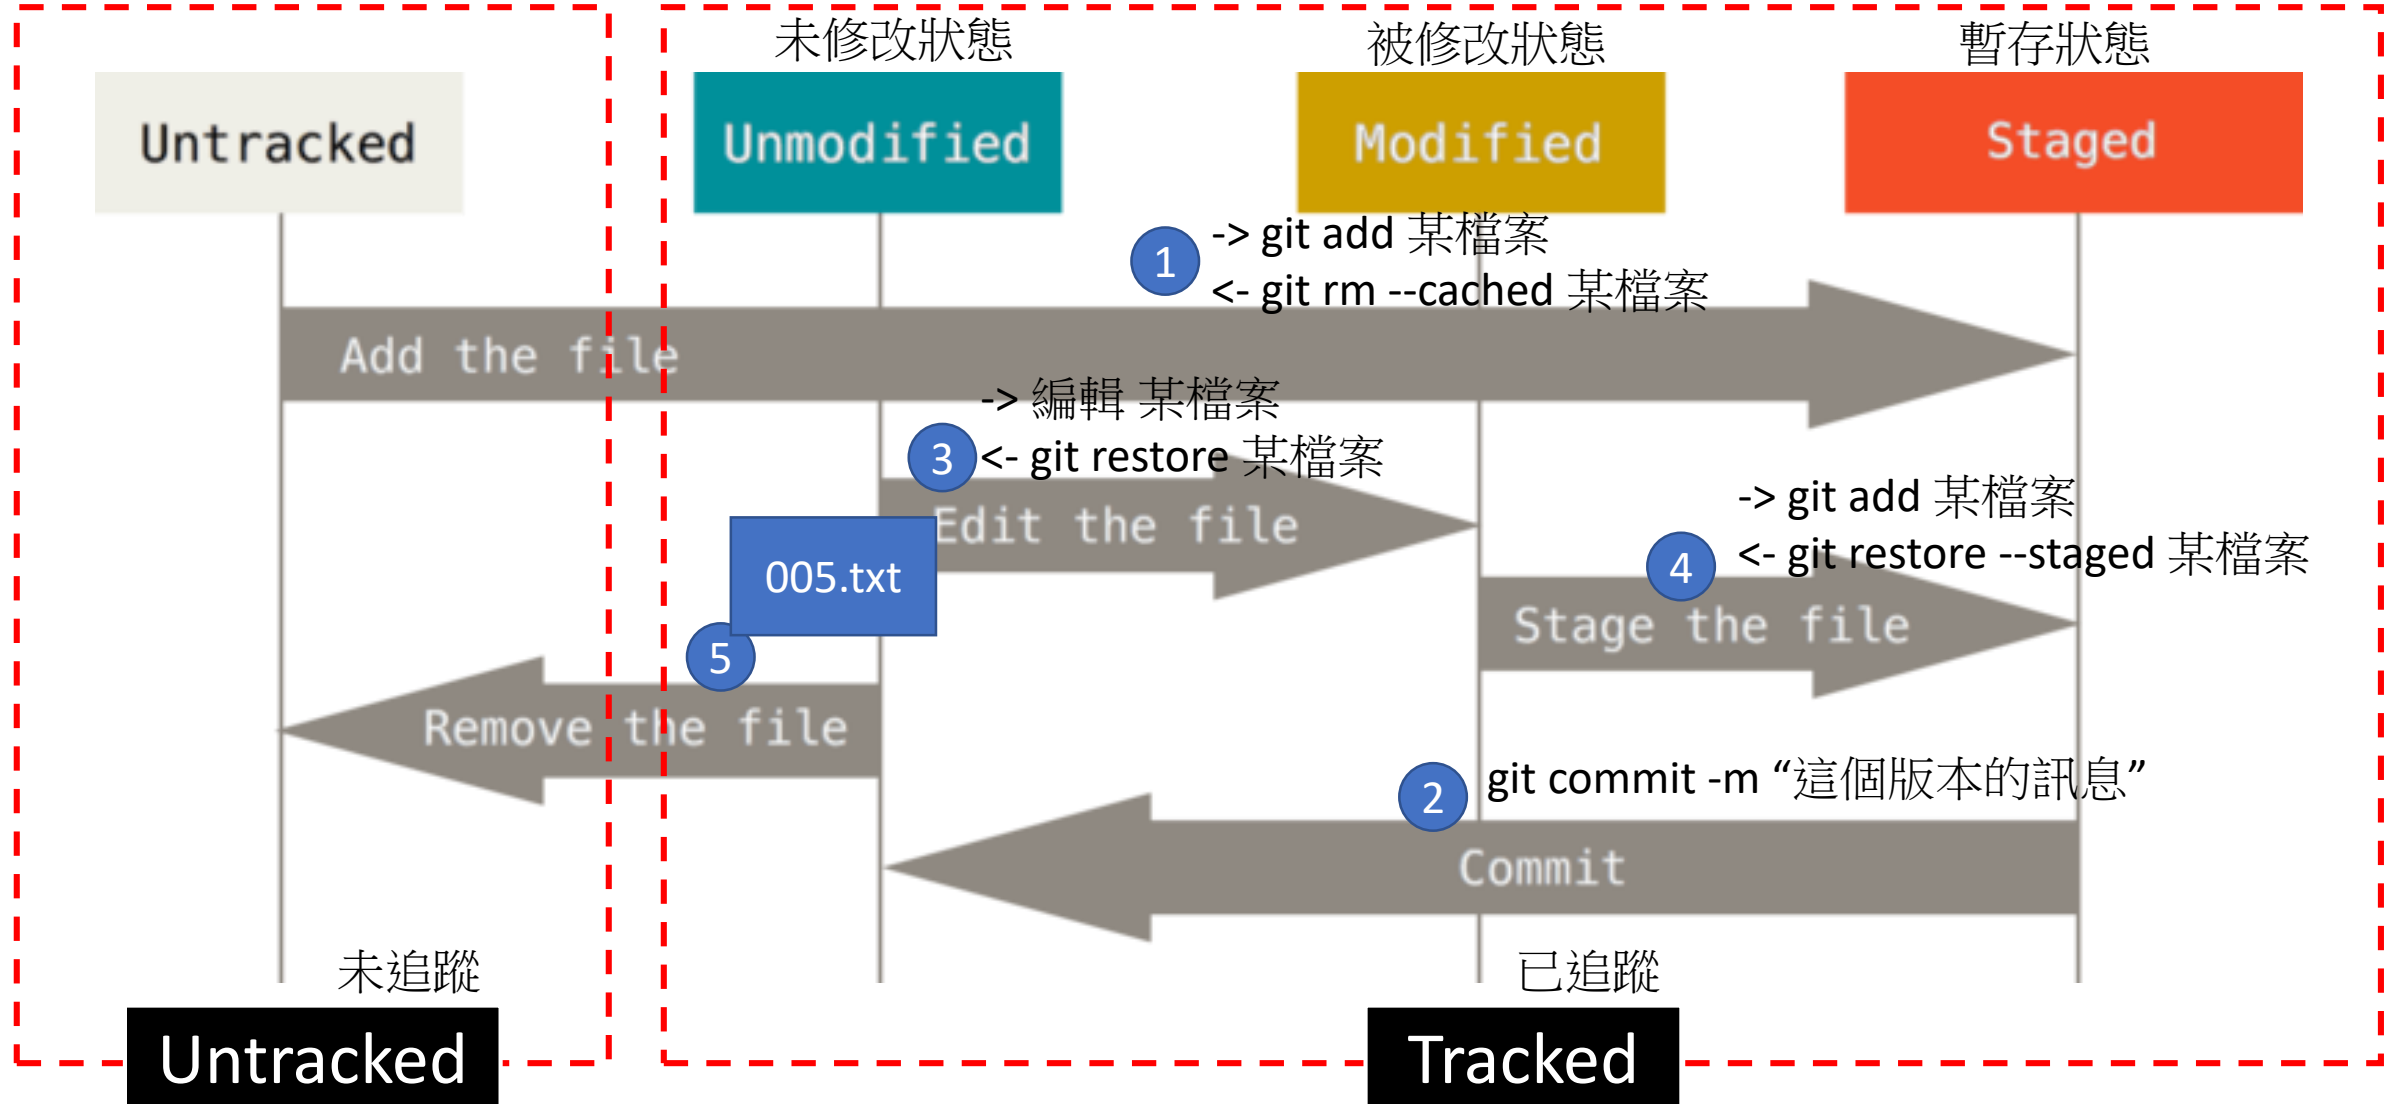 未修改狀態
被修改狀態
暫存狀態
Untracked
Unmodified
Modified
Staged
1
-> git add 某檔案
<- git rm --cached 某檔案
Add the file
-> 編輯 某檔案
3
<- git restore 某檔案
Edit the file
-> git add 某檔案
4
<- git restore --staged 某檔案
005.txt
Stage the file
5
Remove the file
2
git commit -m “這個版本的訊息”
Commit
未追蹤
已追蹤
Untracked
Tracked